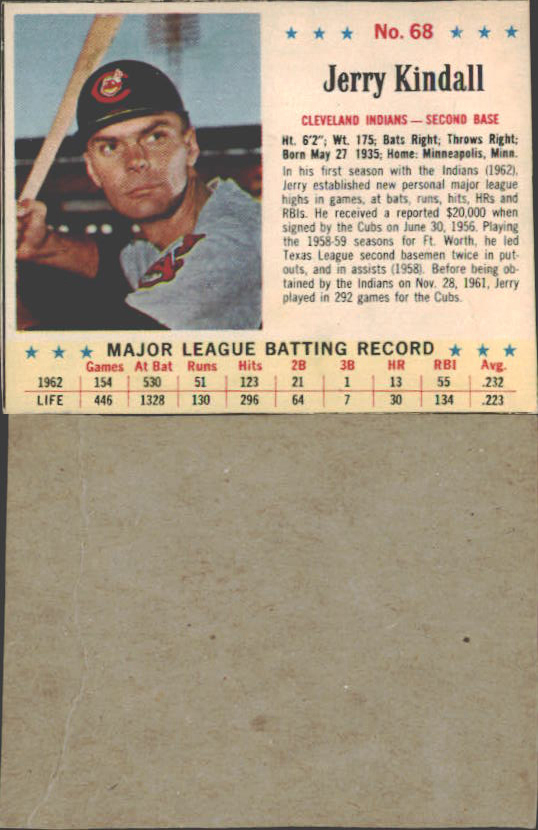 ★ ★ ★ No. 68 ★ ★ ★
Jerry Kindall
CLEVELAND INDIANS — SECOND BASE
Ht. 6'2"; Wt. 175; Bats Right; Throws Right;
Born May 27 1935; Home: Minneapolis, Minn.
In his first season with the Indians (1962),
Jerry established new personal major league
highs in games, at bats, runs, hits, HRs and
RBIs. He received a reported $20,000 when
signed by the Cubs on June 30, 1956. Playing
the 1958-59 seasons for Ft. Worth, he led
Texas League second basemen twice in put-
outs, and in assists (1958). Before being ob-
tained by the Indians on Nov. 28, 1961, Jerry
played in 292 games for the Cubs.
★ ★ ★ MAJOR LEAGUE BATTING RECORD ★ ★ ★
Games At Bat Runs Hits 2B 3B HR RBI Avg.
1962 154 530 51 123 21 1 13 55 .232
LIFE 446 1328 130 296 64 7 30 134 .223